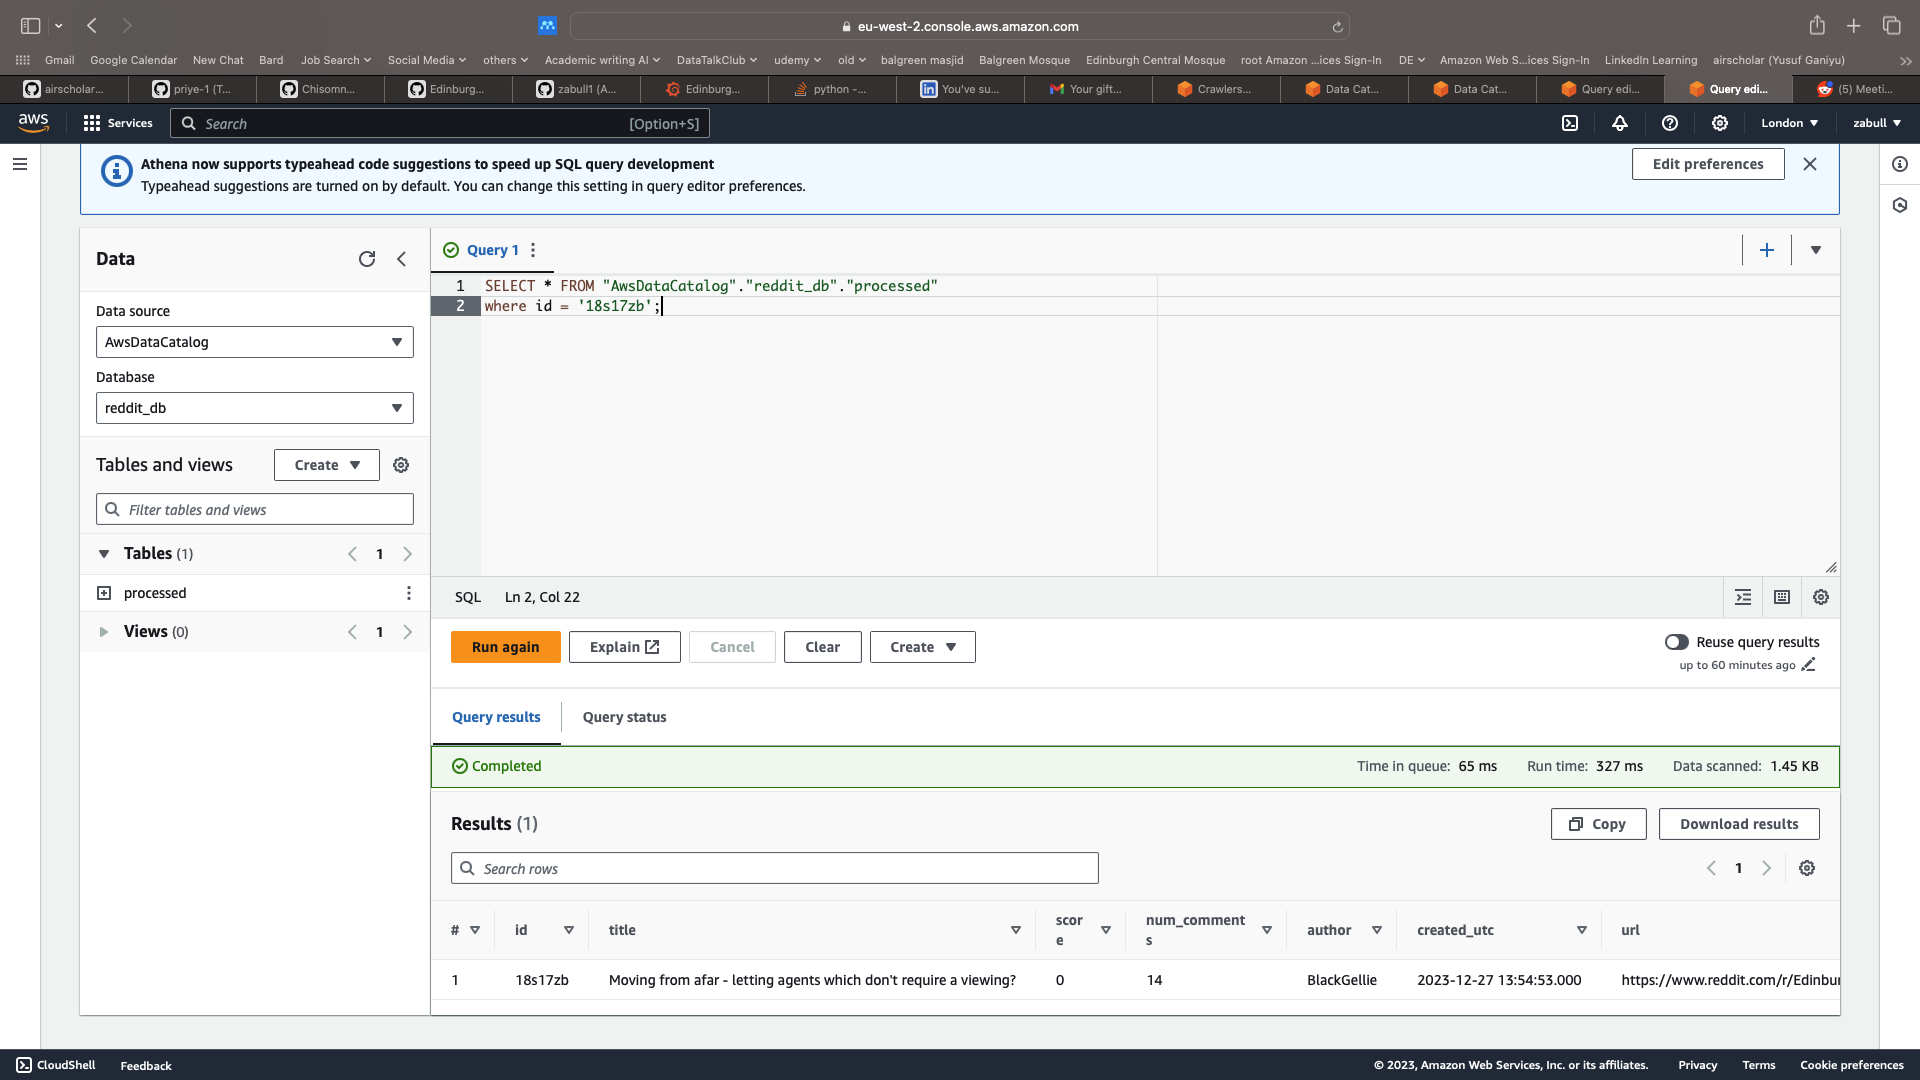 eu-west-2.console.aws.amazon.com
Gmail Google Calendar New Chat Bard Job Search Social Media others Academic writing AI DataTalkClub udemy old balgreen masjid Balgreen Mosque Edinburgh Central Mosque root Amazon ...ices Sign-In DE Amazon Web S...ices Sign-In LinkedIn Learning airscholar (Yusuf Ganiyu)
airscholar... priye-1 (T... Chisomn... Edinburg... zabull1 (A... Edinburg... python -... You've su... Your gift... Crawlers... Data Cat... Data Cat... Query edi... Query edi... (5) Meeti...
aws Services Search [Option+S] London zabull
Athena now supports typeahead code suggestions to speed up SQL query development
Typeahead suggestions are turned on by default. You can change this setting in query editor preferences.
Edit preferences
Data
Data source
AwsDataCatalog
Database
reddit_db
Tables and views Create
Filter tables and views
Tables (1) 1
processed
Views (0) 1
Query 1
1 SELECT * FROM "AwsDataCatalog"."reddit_db"."processed"
2 where id = '18s17zb';
SQL Ln 2, Col 22
Run again Explain Cancel Clear Create
Reuse query results
up to 60 minutes ago
Query results Query status
Completed Time in queue: 65 ms Run time: 327 ms Data scanned: 1.45 KB
Results (1) Copy Download results
Search rows 1
# id title score num_comments author created_utc url
1 18s17zb Moving from afar - letting agents which don't require a viewing? 0 14 BlackGellie 2023-12-27 13:54:53.000 https://www.reddit.com/r/Edinbur
CloudShell Feedback © 2023, Amazon Web Services, Inc. or its affiliates. Privacy Terms Cookie preferences